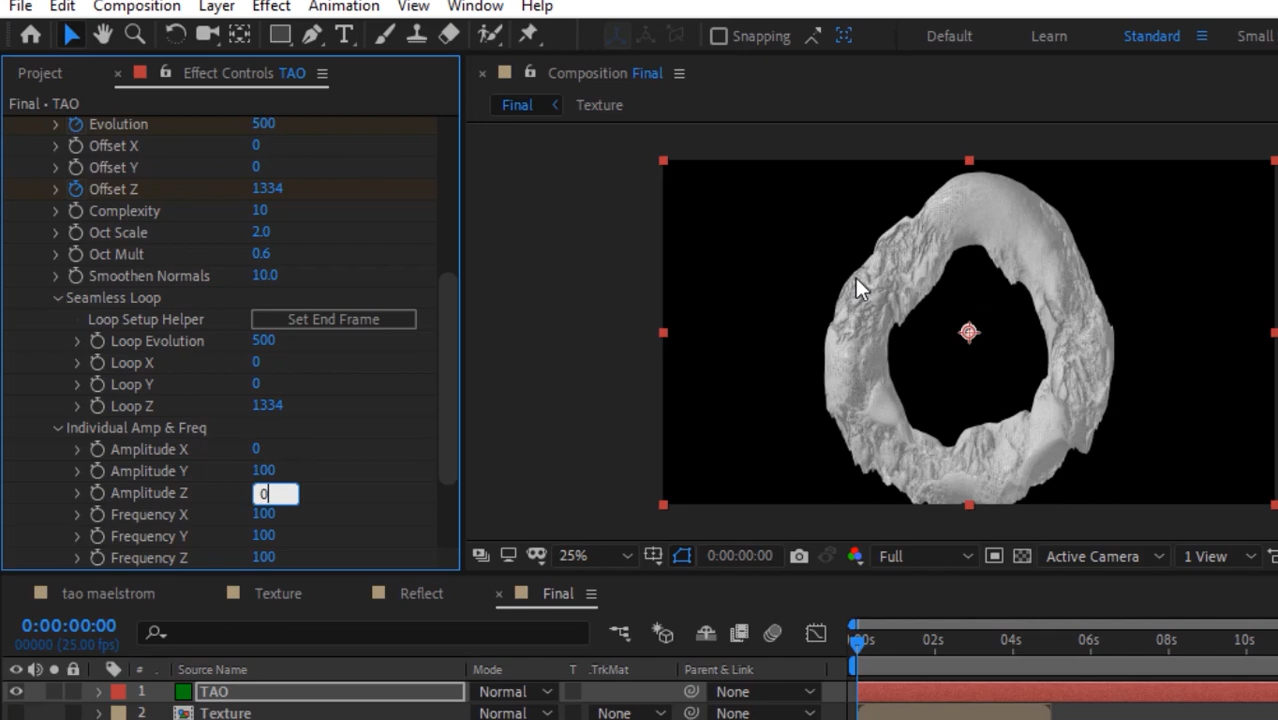 File Edit Composition Layer Effect Animation View Window Help
Snapping Default Learn Standard Small
Project × Effect Controls TAO
× Composition Final
Final • TAO
Final Texture
Evolution 500
Offset X 0
Offset Y 0
Offset Z 1334
Complexity 10
Oct Scale 2.0
Oct Mult 0.6
Smoothen Normals 10.0
Seamless Loop
Loop Setup Helper Set End Frame
Loop Evolution 500
Loop X 0
Loop Y 0
Loop Z 1334
Individual Amp & Freq
Amplitude X 0
Amplitude Y 100
Amplitude Z 0
Frequency X 100
Frequency Y 100
Frequency Z 100
25% 0:00:00:00 Full Active Camera 1 View
tao maelstrom Texture Reflect × Final
0:00:00:00
00000 (25.00 fps)
:00s 02s 04s 06s 08s 10s
# Source Name Mode T .TrkMat Parent & Link
1 TAO Normal None
2 Texture Normal None None